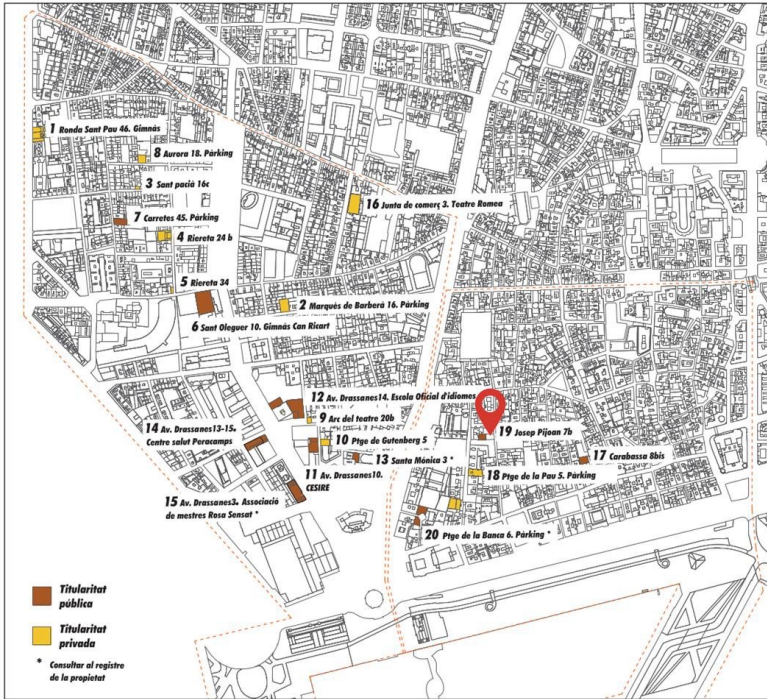 1 Ronda Sant Pau 46. Gimnàs
8 Aurora 18. Pàrking
3 Sant pacià 16c
7 Carretes 45. Pàrking
4 Riereta 24 b
16 Junta de comerç 3. Teatre Romea
5 Riereta 34
2 Marquès de Barberà 16. Pàrking
6 Sant Oleguer 10. Gimnàs Can Ricart
12 Av. Drassanes14. Escola Oficial d'idiomes
9 Arc del teatre 20b
14 Av. Drassanes13-15.
Centre salut Peracamps
10 Ptge de Gutenberg 5
19 Josep Pijoan 7b
13 Santa Mònica 3 *
17 Carabassa 8bis
11 Av. Drassanes10.
CESIRE
18 Ptge de la Pau 5. Pàrking
15 Av. Drassanes3. Associació
de mestres Rosa Sensat *
20 Ptge de la Banca 6. Pàrking *
Titularitat
pública
Titularitat
privada
* Consultar al registre
de la propietat